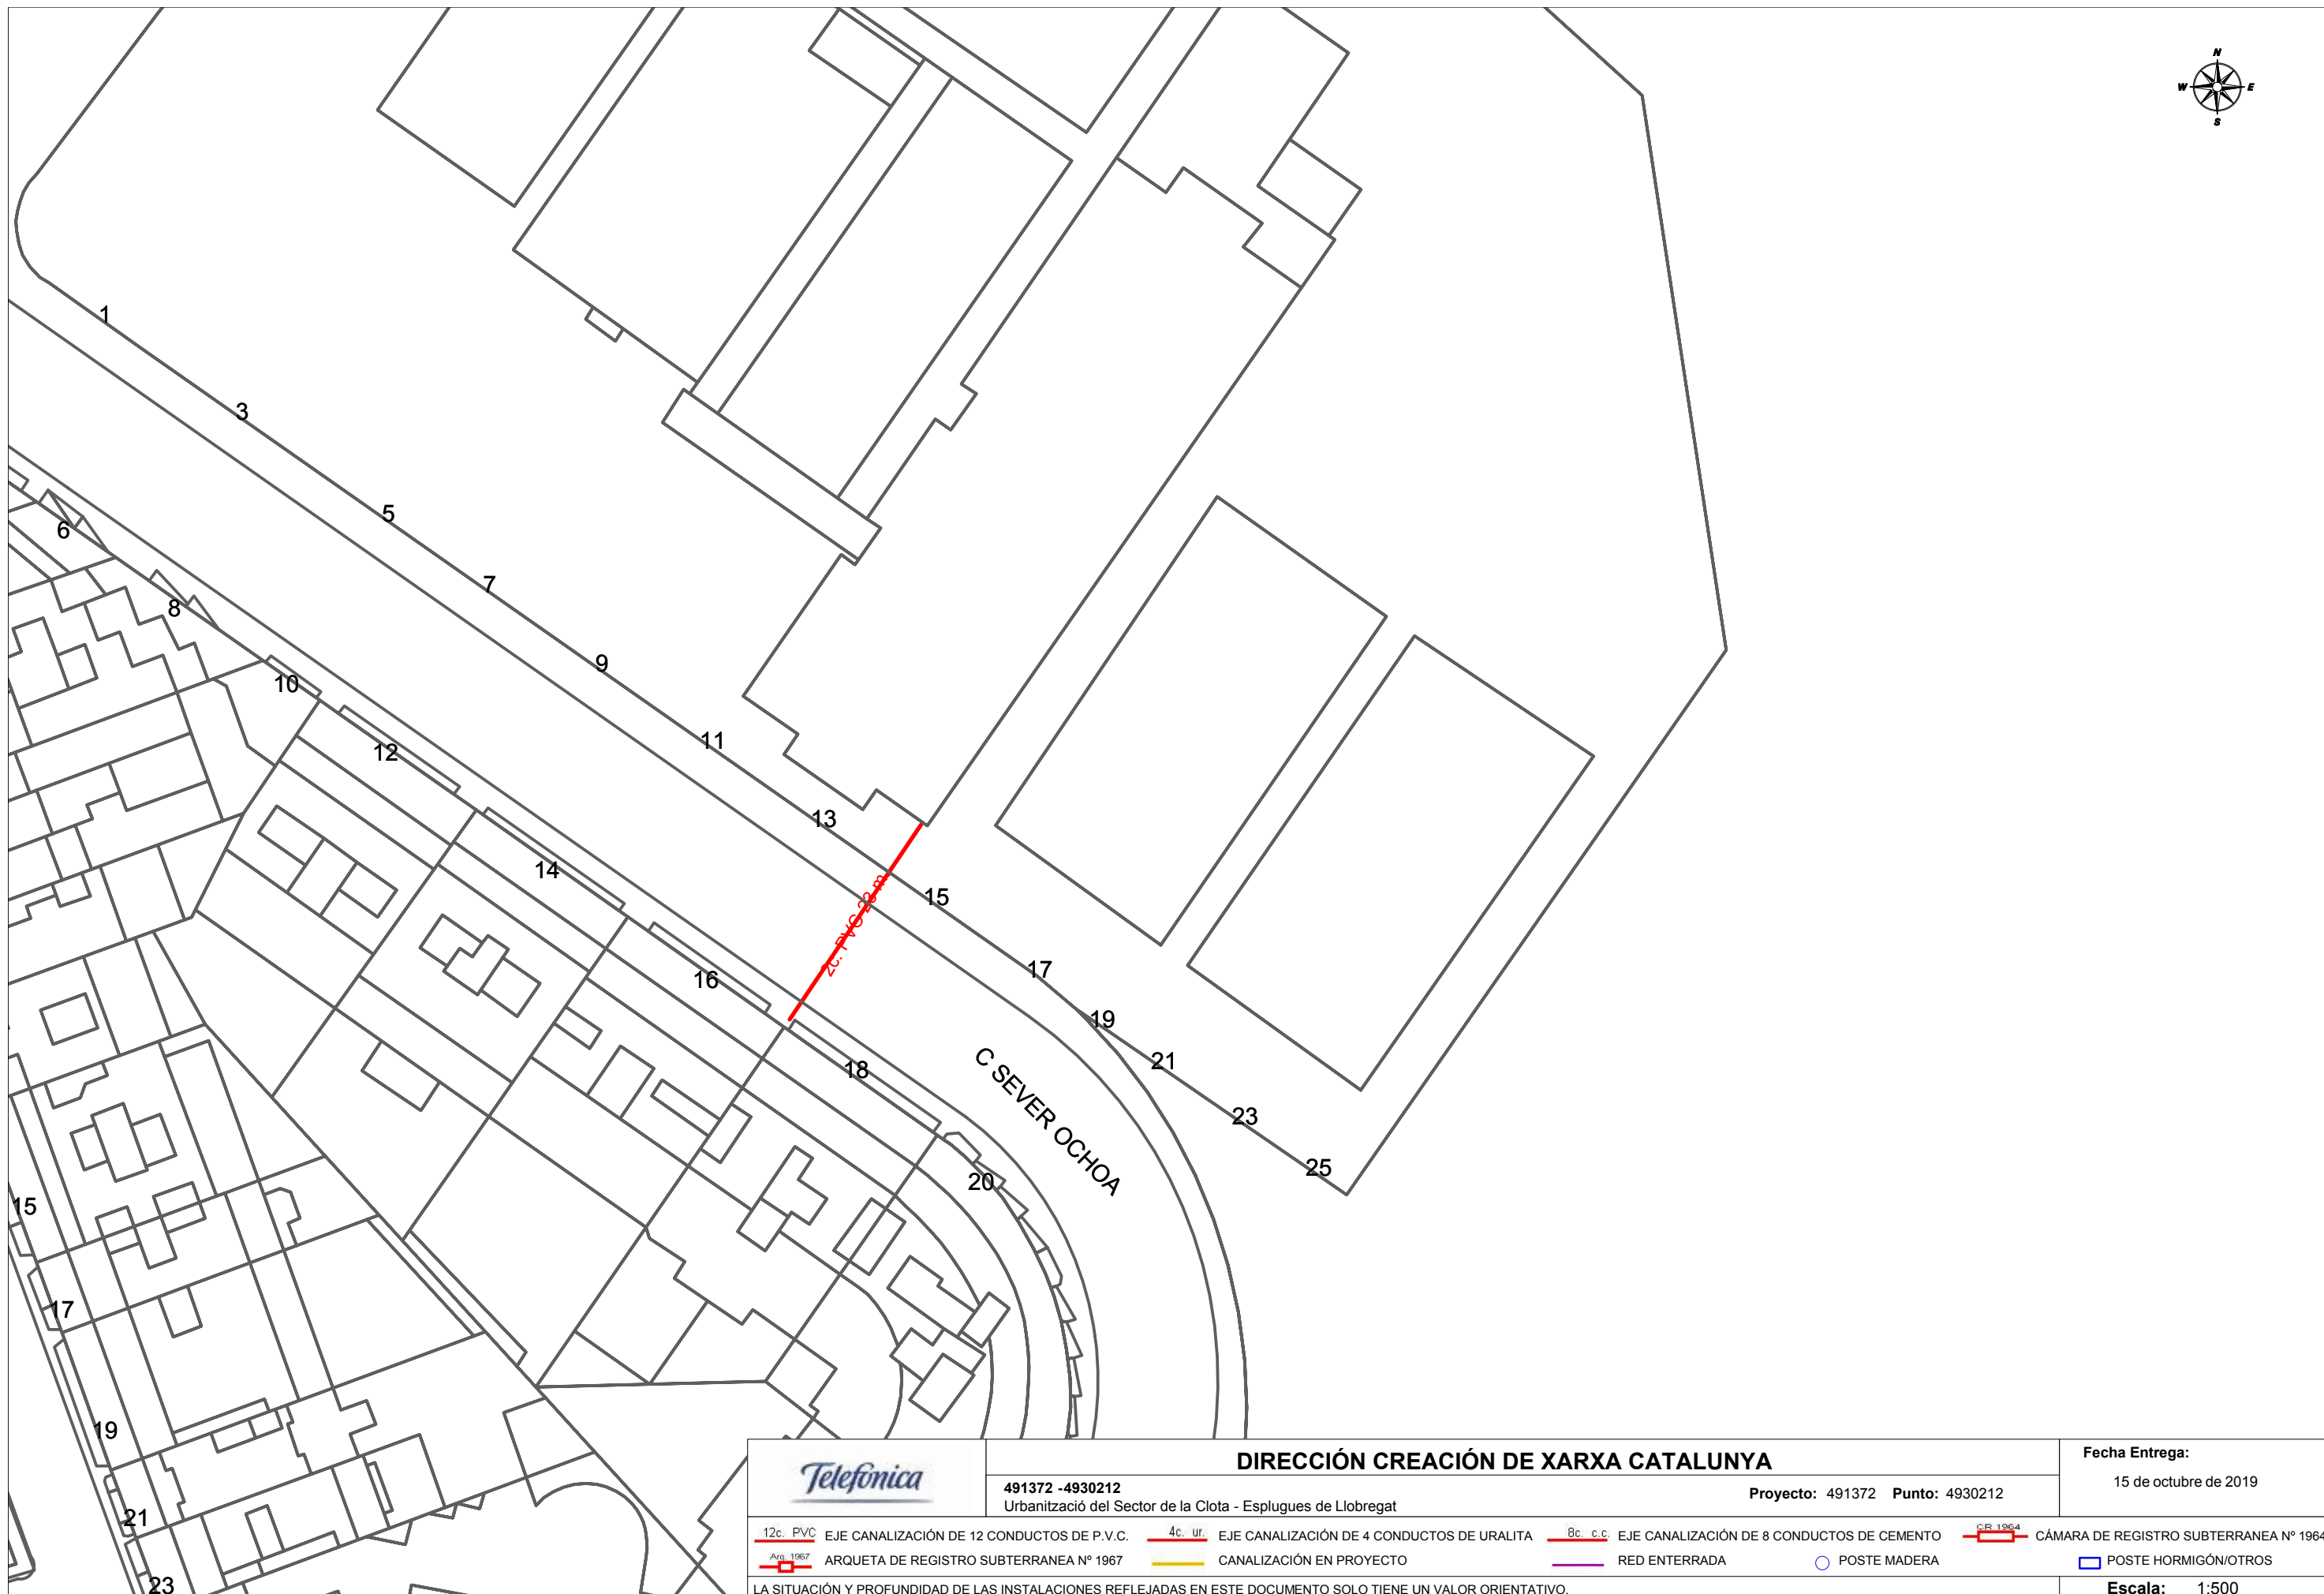 N
W E
S
1
3
5
6
7
8
9
10
11
12
13
14
15
16
17
18
19
20
21
23
25
2c. PVC 28 m
C SEVER OCHOA
15
17
19
21
23
Telefónica
DIRECCIÓN CREACIÓN DE XARXA CATALUNYA
Fecha Entrega:
15 de octubre de 2019
491372 -4930212
Urbanització del Sector de la Clota - Esplugues de Llobregat
Proyecto: 491372 Punto: 4930212
12c. PVC EJE CANALIZACIÓN DE 12 CONDUCTOS DE P.V.C. 4c. ur. EJE CANALIZACIÓN DE 4 CONDUCTOS DE URALITA 8c. c.c. EJE CANALIZACIÓN DE 8 CONDUCTOS DE CEMENTO CR 1964 CÁMARA DE REGISTRO SUBTERRANEA Nº 1964
Arq. 1967 ARQUETA DE REGISTRO SUBTERRANEA Nº 1967 CANALIZACIÓN EN PROYECTO RED ENTERRADA POSTE MADERA POSTE HORMIGÓN/OTROS
LA SITUACIÓN Y PROFUNDIDAD DE LAS INSTALACIONES REFLEJADAS EN ESTE DOCUMENTO SOLO TIENE UN VALOR ORIENTATIVO.
Escala: 1:500